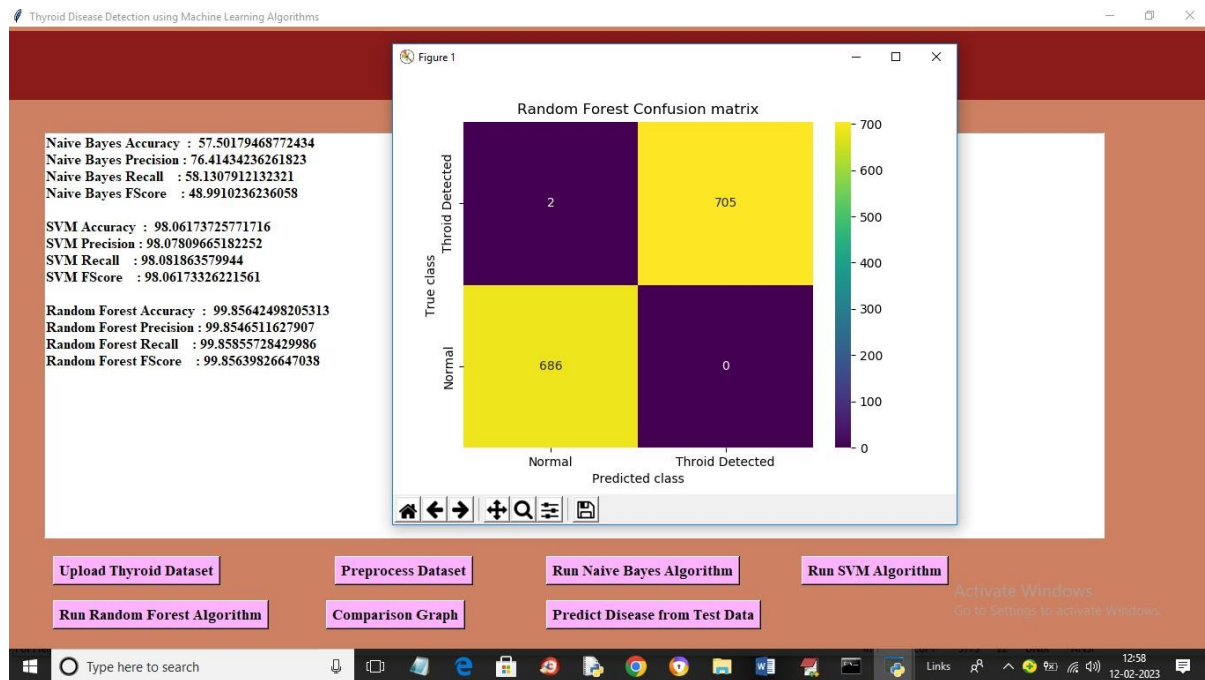 Thyroid Disease Detection using Machine Learning Algorithms
Figure 1
Naive Bayes Accuracy : 57.50179468772434
Naive Bayes Precision : 76.41434236261823
Naive Bayes Recall : 58.1307912132321
Naive Bayes FScore : 48.9910236236058
SVM Accuracy : 98.06173725771716
SVM Precision : 98.07809665182252
SVM Recall : 98.081863579944
SVM FScore : 98.06173326221561
Random Forest Accuracy : 99.85642498205313
Random Forest Precision : 99.8546511627907
Random Forest Recall : 99.85855728429986
Random Forest FScore : 99.85639826647038
Random Forest Confusion matrix
True class
Throid Detected
Normal
2
705
686
0
Normal
Throid Detected
Predicted class
700
600
500
400
300
200
100
0
Upload Thyroid Dataset
Preprocess Dataset
Run Naive Bayes Algorithm
Run SVM Algorithm
Run Random Forest Algorithm
Comparison Graph
Predict Disease from Test Data
Activate Windows
Go to Settings to activate Windows.
Type here to search
Links
12:58
12-02-2023